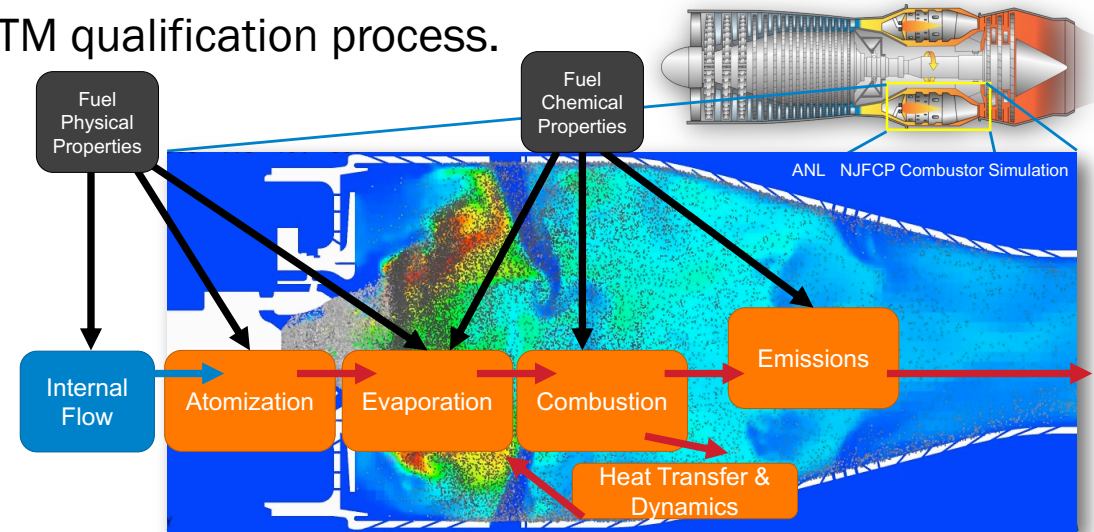 TM qualification process.
Fuel
Physical
Properties
Fuel
Chemical
Properties
ANL NJFCP Combustor Simulation
Internal
Flow
Atomization
Evaporation
Combustion
Emissions
Heat Transfer &
Dynamics